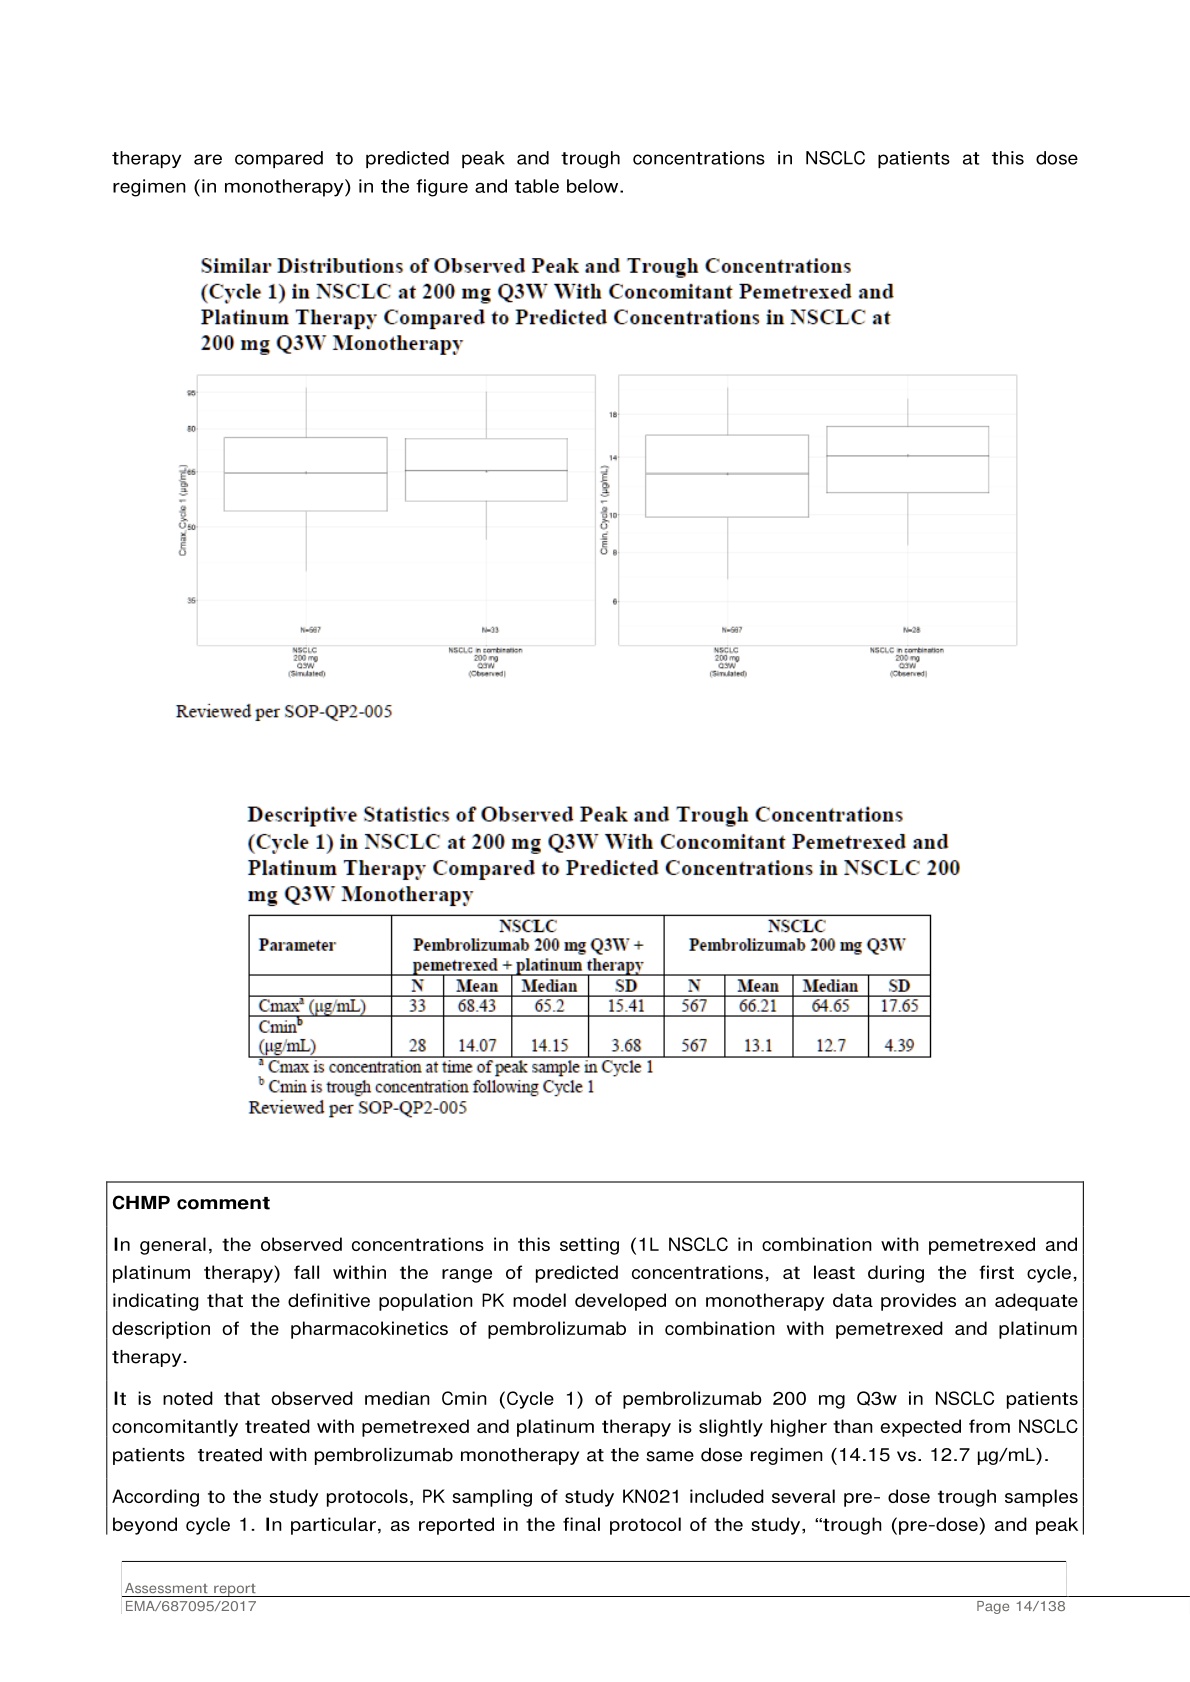 therapy are compared to predicted peak and trough concentrations in NSCLC patients at this dose
regimen (in monotherapy) in the figure and table below.
Similar Distributions of Observed Peak and Trough Concentrations
(Cycle 1) in NSCLC at 200 mg Q3W With Concomitant Pemetrexed and
Platinum Therapy Compared to Predicted Concentrations in NSCLC at
200 mg Q3W Monotherapy
Cmax, Cycle 1 (µg/mL)
95
80
65
50
35
N=567
N=33
NSCLC
200 mg
Q3W
(Simulated)
NSCLC in combination
200 mg
Q3W
(Observed)
Cmin, Cycle 1 (µg/mL)
18
14
10
8
6
N=567
N=28
NSCLC
200 mg
Q3W
(Simulated)
NSCLC in combination
200 mg
Q3W
(Observed)
Reviewed per SOP-QP2-005
Descriptive Statistics of Observed Peak and Trough Concentrations
(Cycle 1) in NSCLC at 200 mg Q3W With Concomitant Pemetrexed and
Platinum Therapy Compared to Predicted Concentrations in NSCLC 200
mg Q3W Monotherapy
Parameter
NSCLC
Pembrolizumab 200 mg Q3W +
pemetrexed + platinum therapy
NSCLC
Pembrolizumab 200 mg Q3W
N Mean Median SD N Mean Median SD
Cmaxᵃ (µg/mL) 33 68.43 65.2 15.41 567 66.21 64.65 17.65
Cminᵇ
(µg/mL) 28 14.07 14.15 3.68 567 13.1 12.7 4.39
ᵃ Cmax is concentration at time of peak sample in Cycle 1
ᵇ Cmin is trough concentration following Cycle 1
Reviewed per SOP-QP2-005
CHMP comment
In general, the observed concentrations in this setting (1L NSCLC in combination with pemetrexed and
platinum therapy) fall within the range of predicted concentrations, at least during the first cycle,
indicating that the definitive population PK model developed on monotherapy data provides an adequate
description of the pharmacokinetics of pembrolizumab in combination with pemetrexed and platinum
therapy.
It is noted that observed median Cmin (Cycle 1) of pembrolizumab 200 mg Q3w in NSCLC patients
concomitantly treated with pemetrexed and platinum therapy is slightly higher than expected from NSCLC
patients treated with pembrolizumab monotherapy at the same dose regimen (14.15 vs. 12.7 µg/mL).
According to the study protocols, PK sampling of study KN021 included several pre- dose trough samples
beyond cycle 1. In particular, as reported in the final protocol of the study, “trough (pre-dose) and peak
Assessment report
EMA/687095/2017
Page 14/138